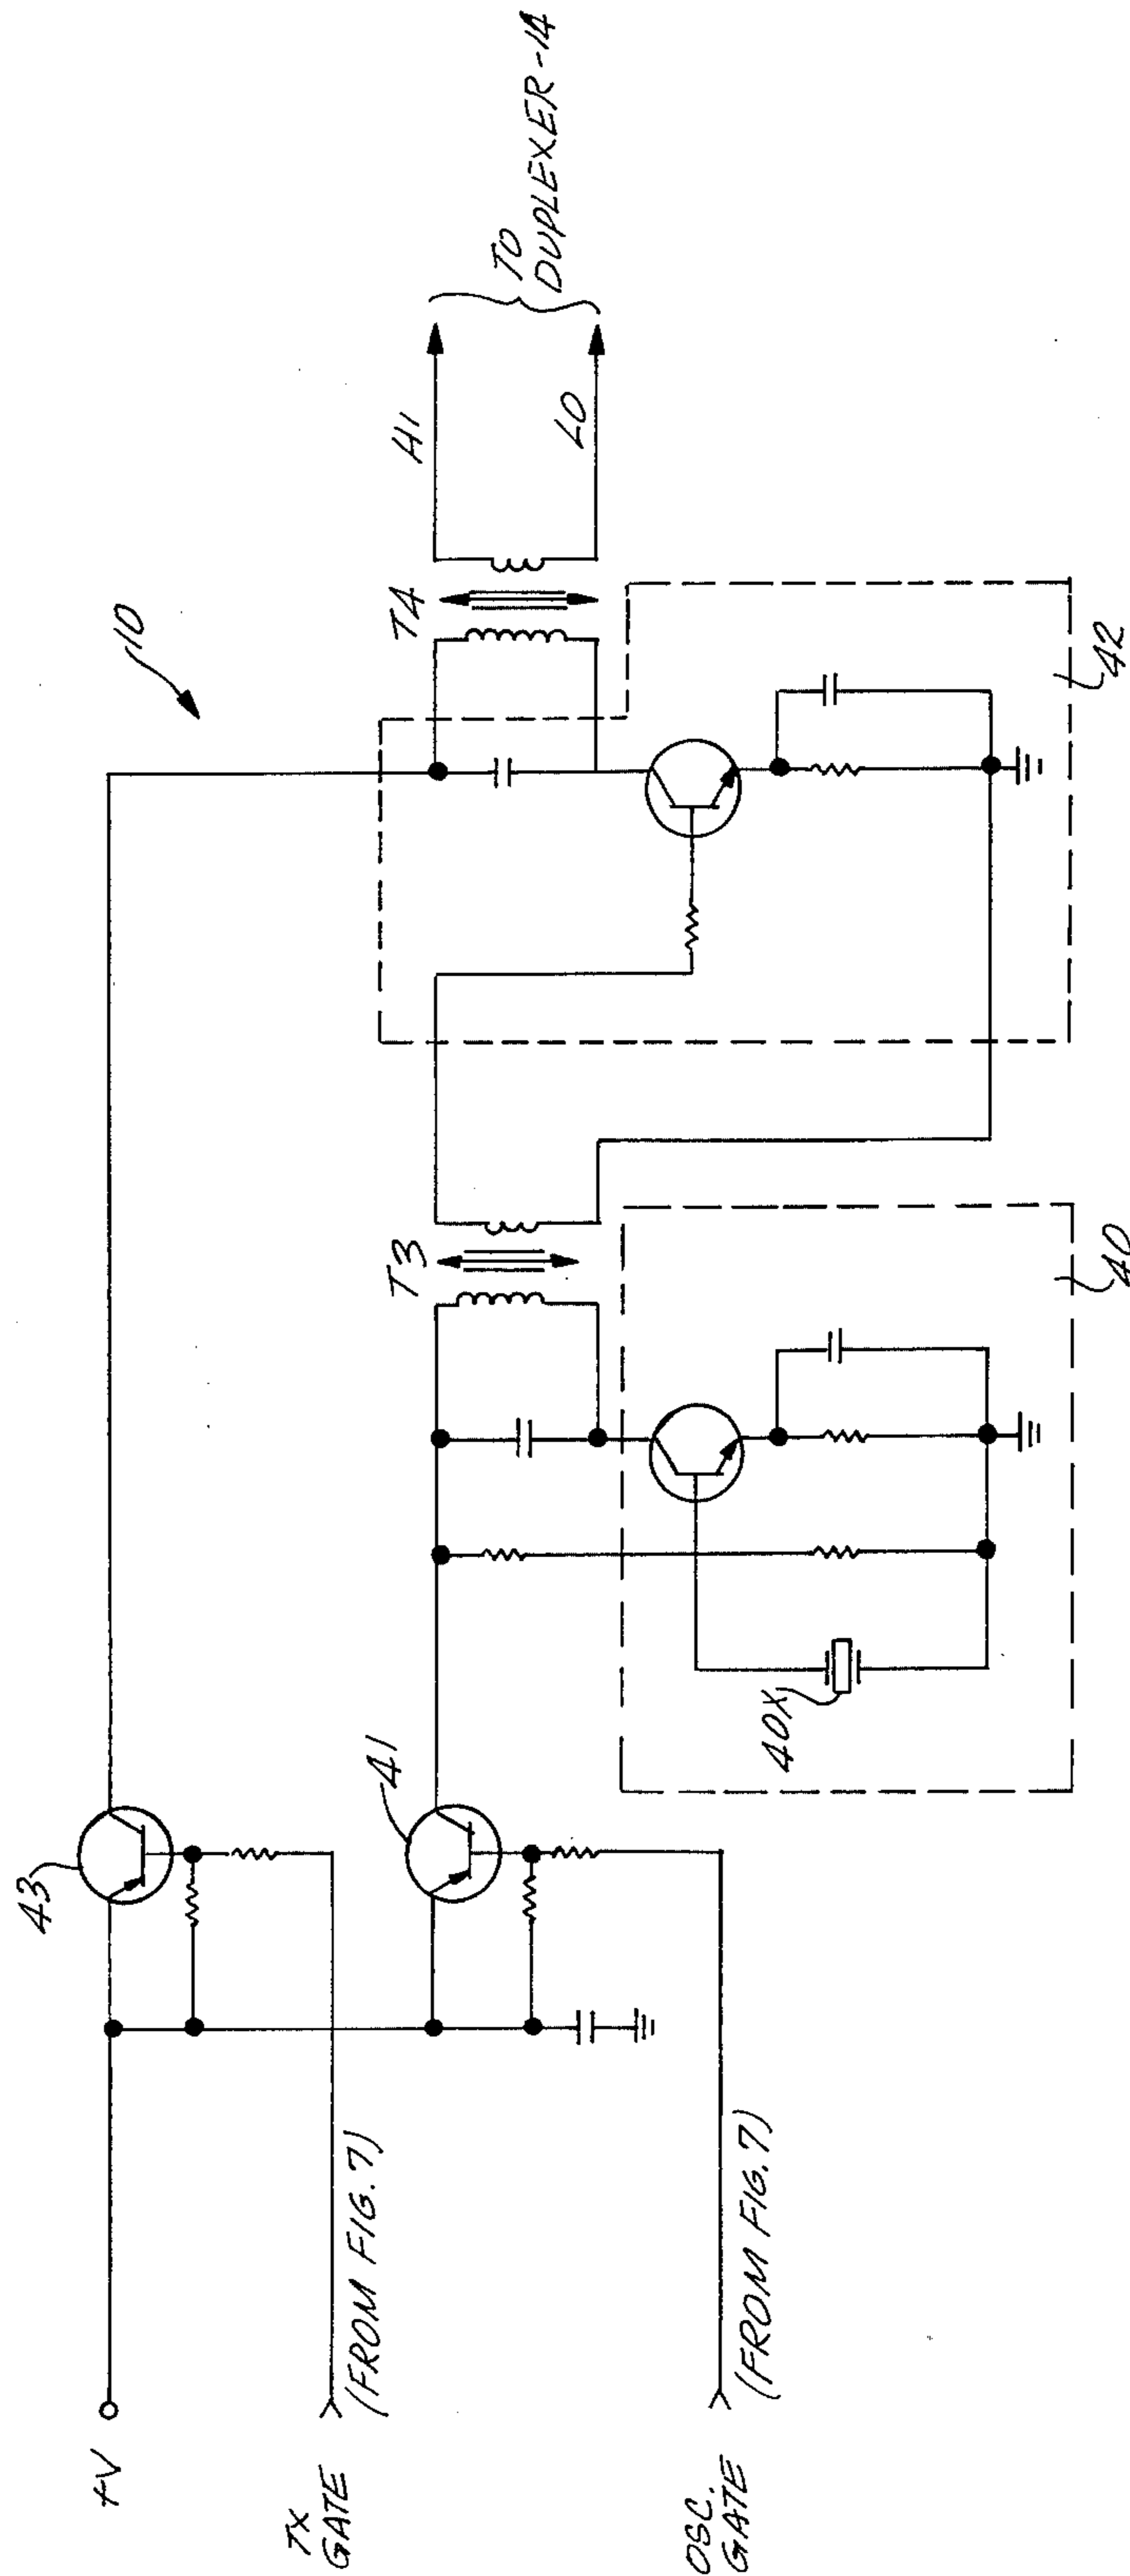 10
+V
43
TX
GATE
(FROM FIG. 7)
41
OSC.
GATE
(FROM FIG. 7)
T3
T4
HI
LO
TO
DUPLEXER-14
40X
40
42